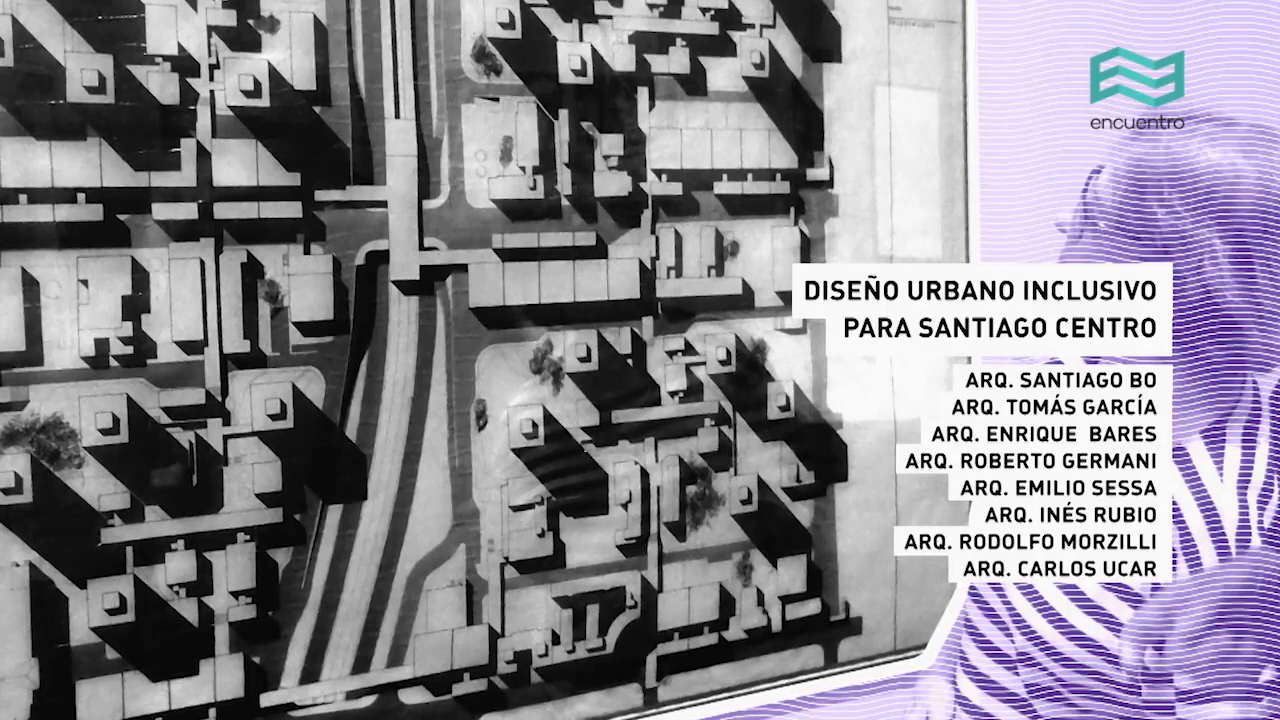 encuentro
DISEÑO URBANO INCLUSIVO
PARA SANTIAGO CENTRO
ARQ. SANTIAGO BO
ARQ. TOMÁS GARCÍA
ARQ. ENRIQUE BARES
ARQ. ROBERTO GERMANI
ARQ. EMILIO SESSA
ARQ. INÉS RUBIO
ARQ. RODOLFO MORZILLI
ARQ. CARLOS UCAR